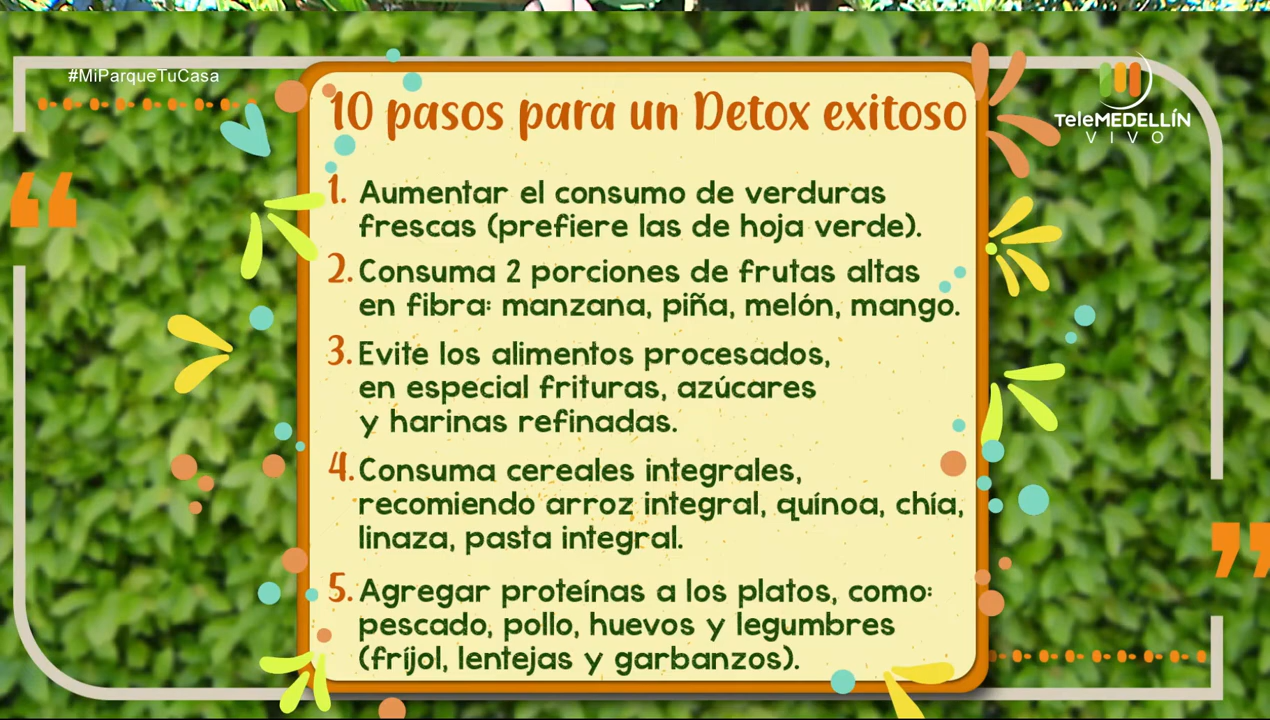 #MiParqueTuCasa
TeleMEDELLÍN
VIVO
10 pasos para un Detox exitoso
1. Aumentar el consumo de verduras
frescas (prefiere las de hoja verde).
2. Consuma 2 porciones de frutas altas
en fibra: manzana, piña, melón, mango.
3. Evite los alimentos procesados,
en especial frituras, azúcares
y harinas refinadas.
4. Consuma cereales integrales,
recomiendo arroz integral, quínoa, chía,
linaza, pasta integral.
5. Agregar proteínas a los platos, como:
pescado, pollo, huevos y legumbres
(fríjol, lentejas y garbanzos).